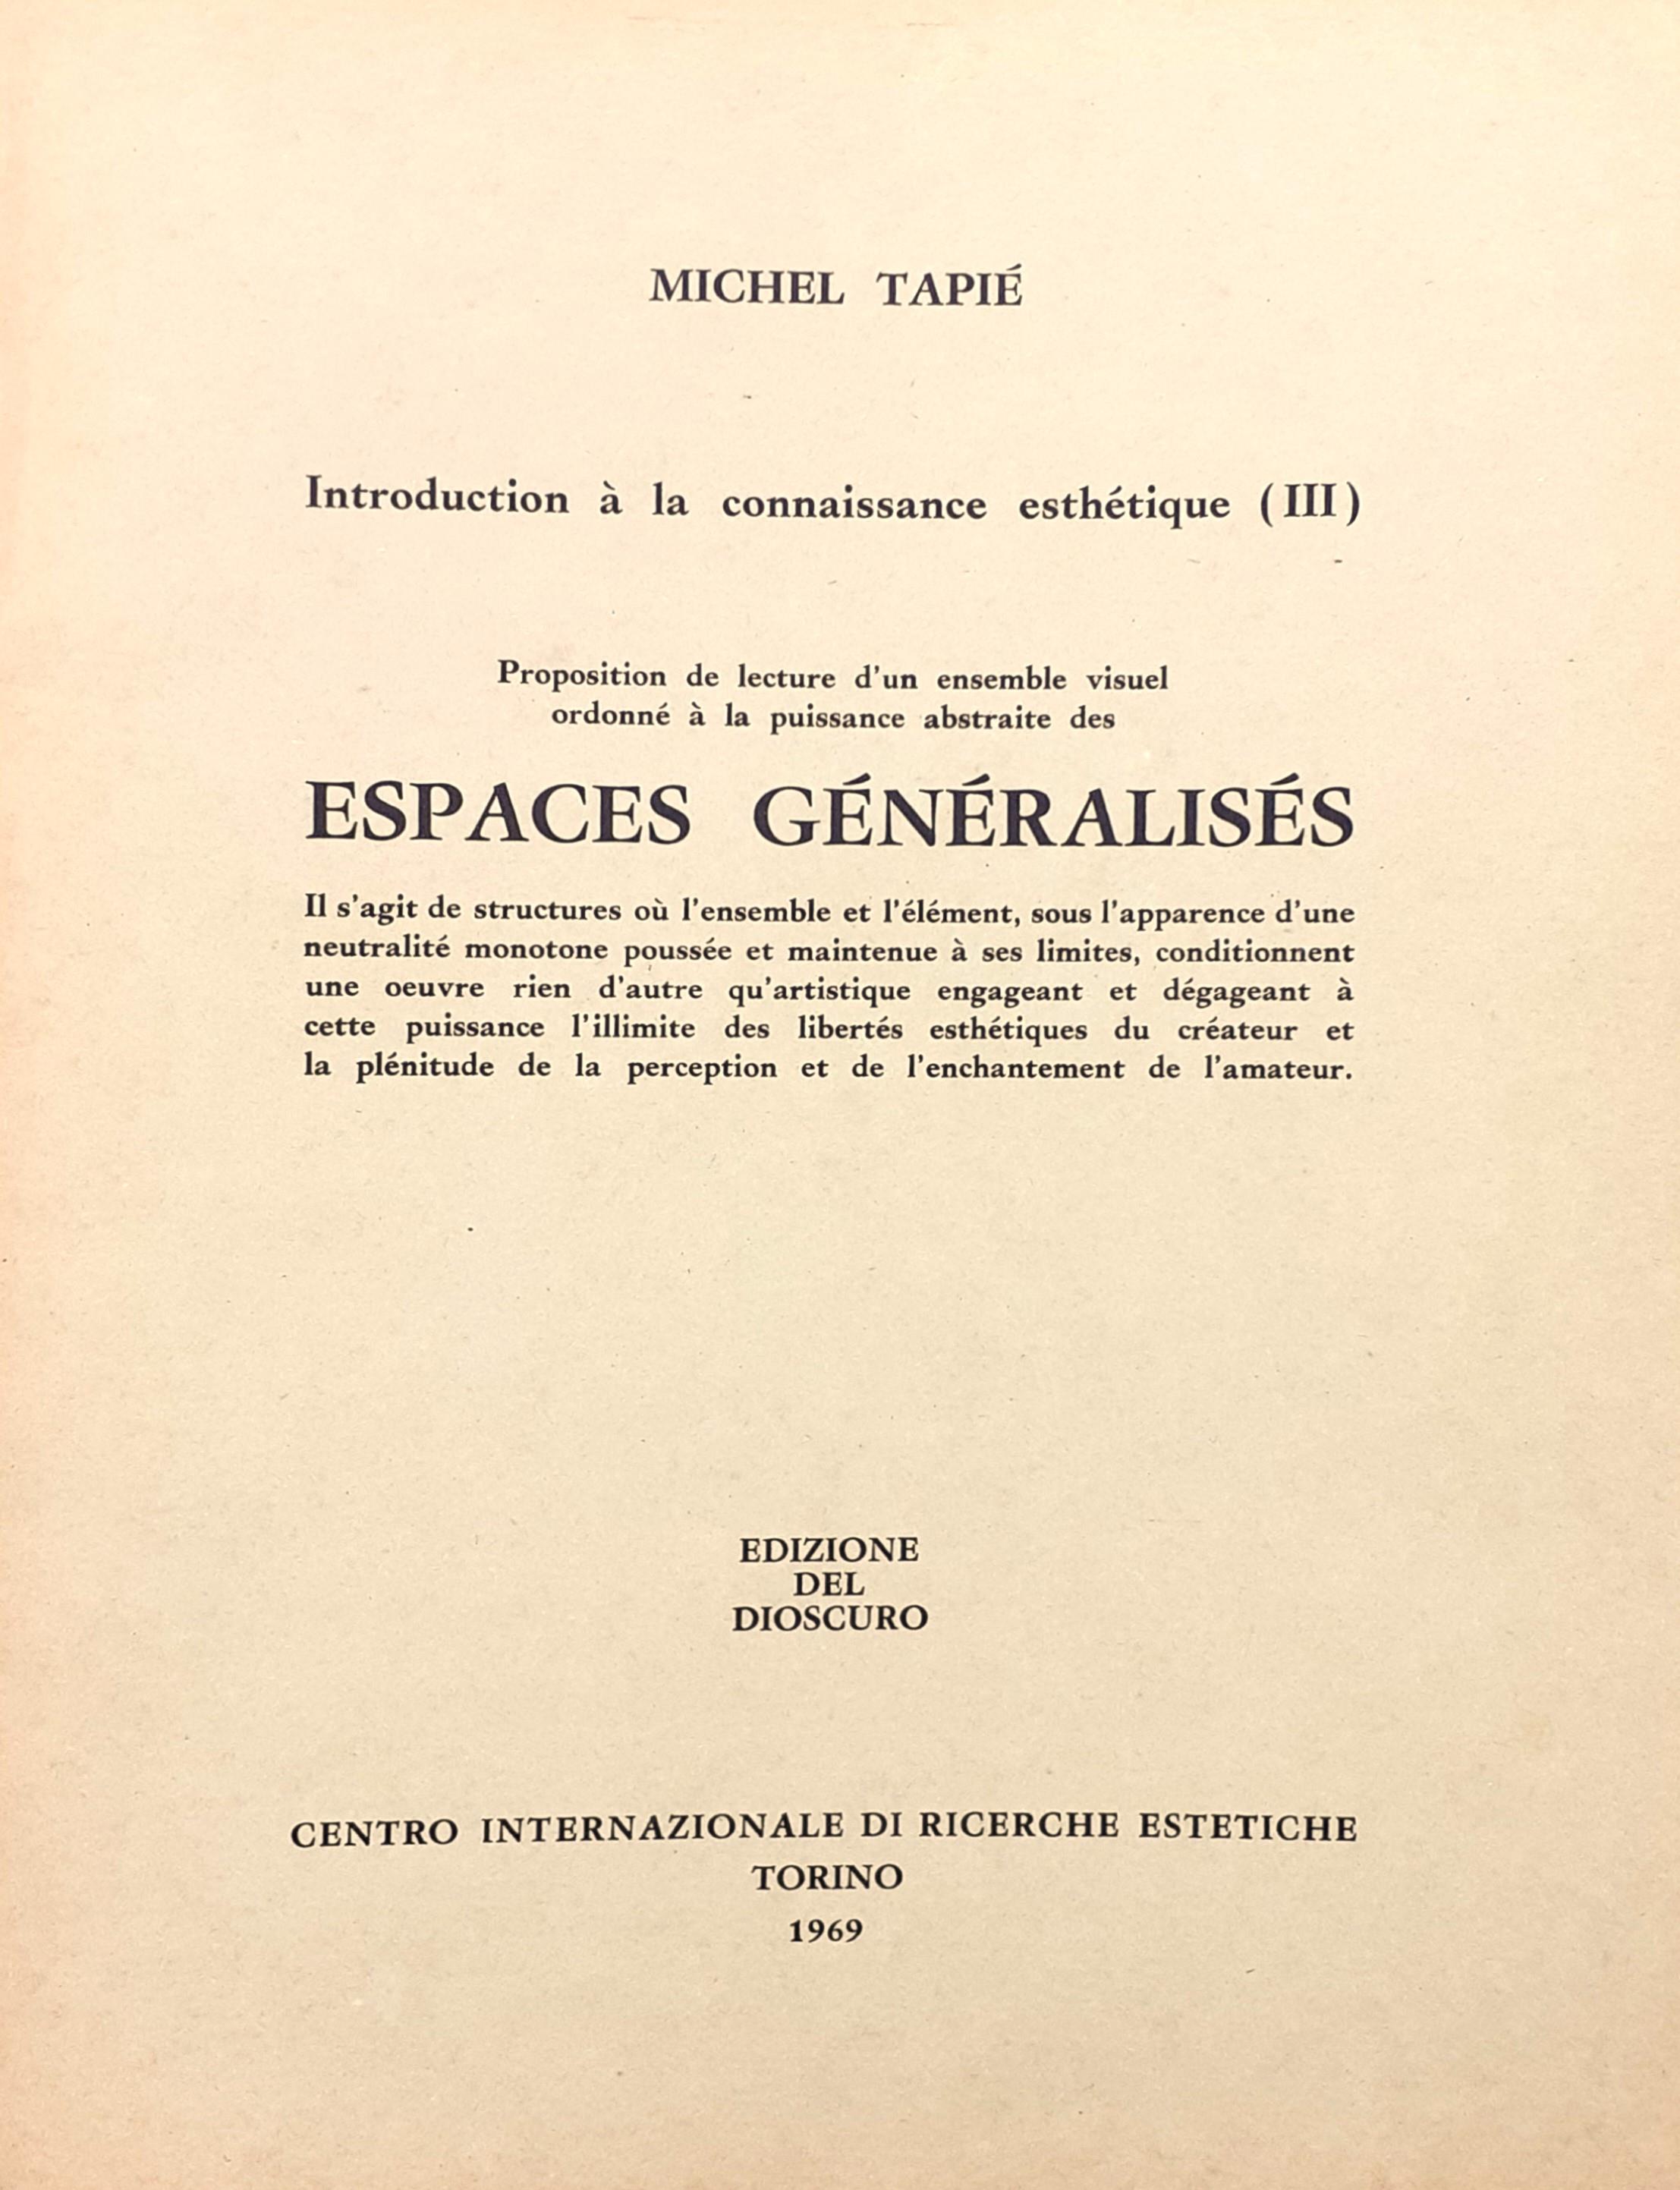 MICHEL TAPIÉ
Introduction à la connaissance esthétique (III)
Proposition de lecture d'un ensemble visuel
ordonné à la puissance abstraite des
ESPACES GÉNÉRALISÉS
Il s'agit de structures où l'ensemble et l'élément, sous l'apparence d'une
neutralité monotone poussée et maintenue à ses limites, conditionnent
une oeuvre rien d'autre qu'artistique engageant et dégageant à
cette puissance l'illimite des libertés esthétiques du créateur et
la plénitude de la perception et de l'enchantement de l'amateur.
EDIZIONE
DEL
DIOSCURO
CENTRO INTERNAZIONALE DI RICERCHE ESTETICHE
TORINO
1969